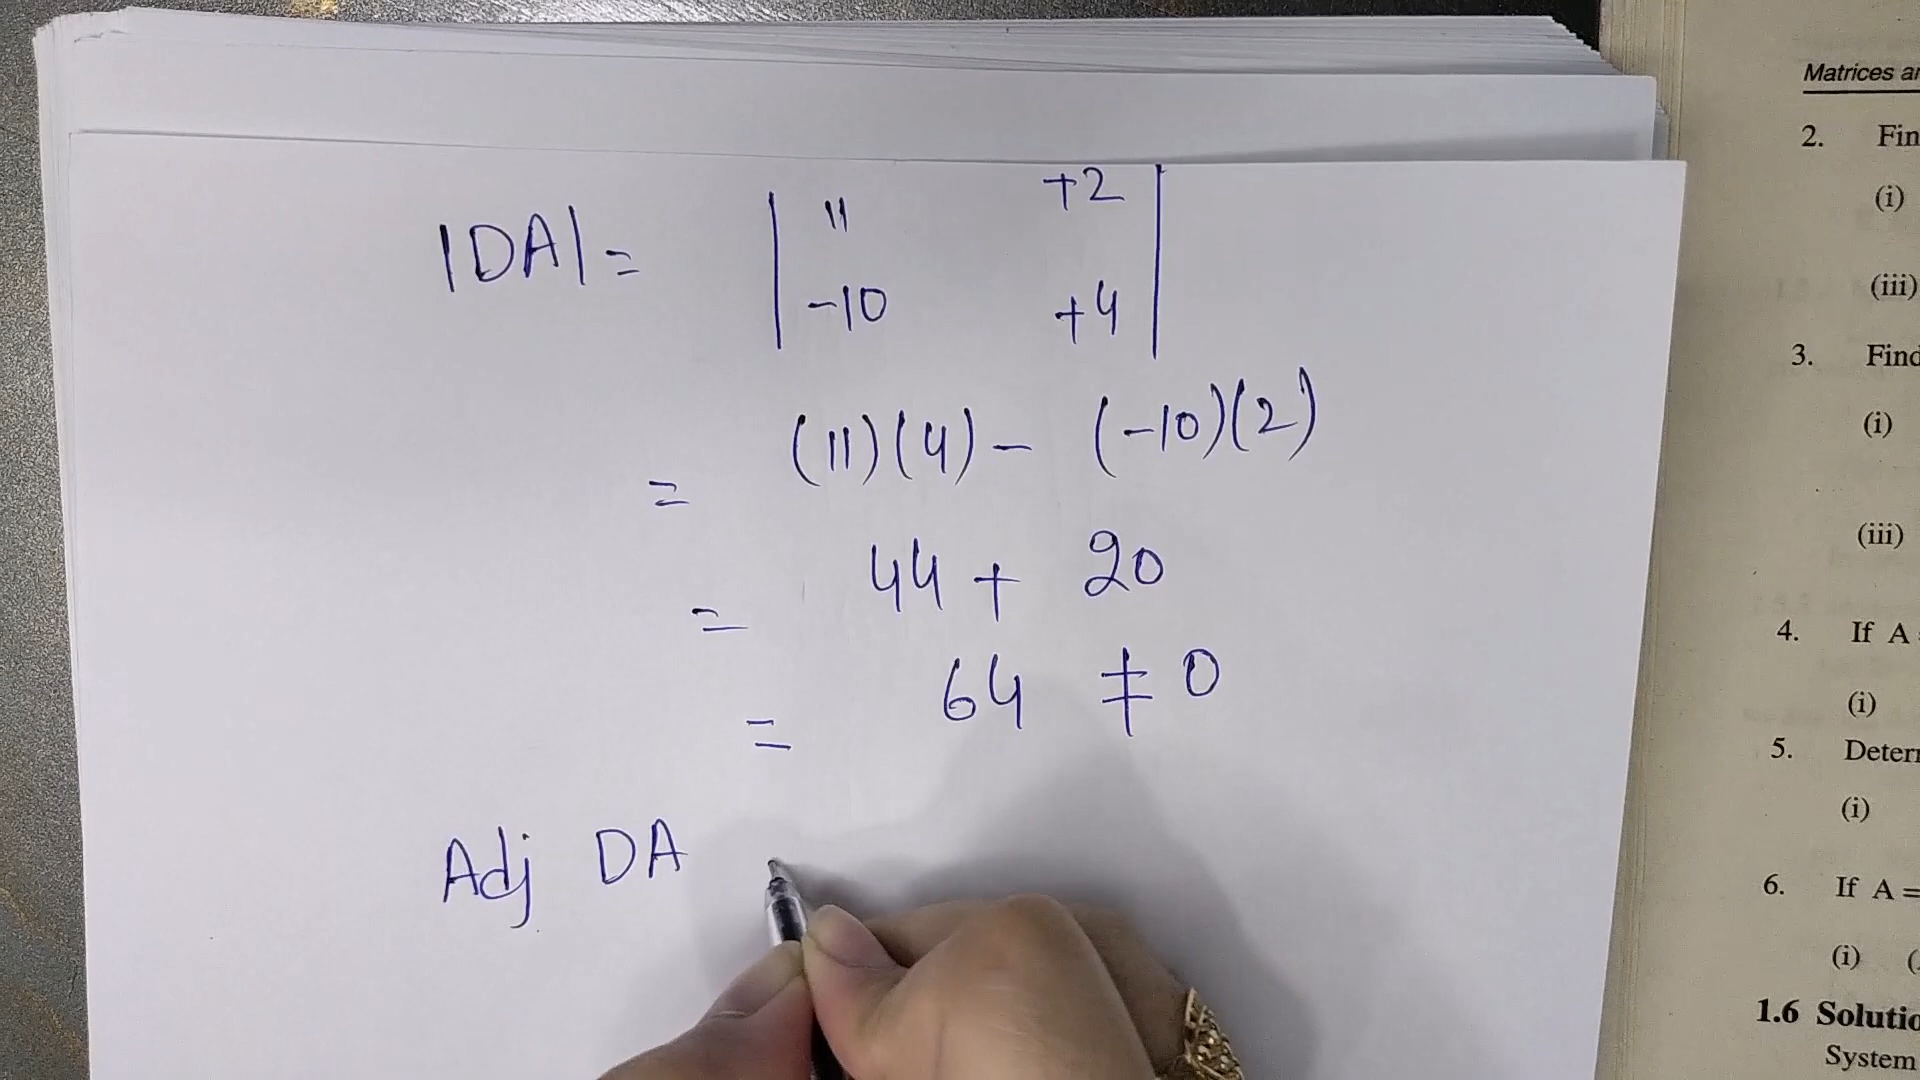 |DA| = | 11 +2 |
| -10 +4 |
= (11)(4) - (-10)(2)
= 44 + 20
= 64 ≠ 0
Adj DA
Matrices
2. Fin
(i)
(iii)
3. Find
(i)
(iii)
4. If A
(i)
5. Deter
(i)
6. If A =
(i) (
1.6 Solutio
System